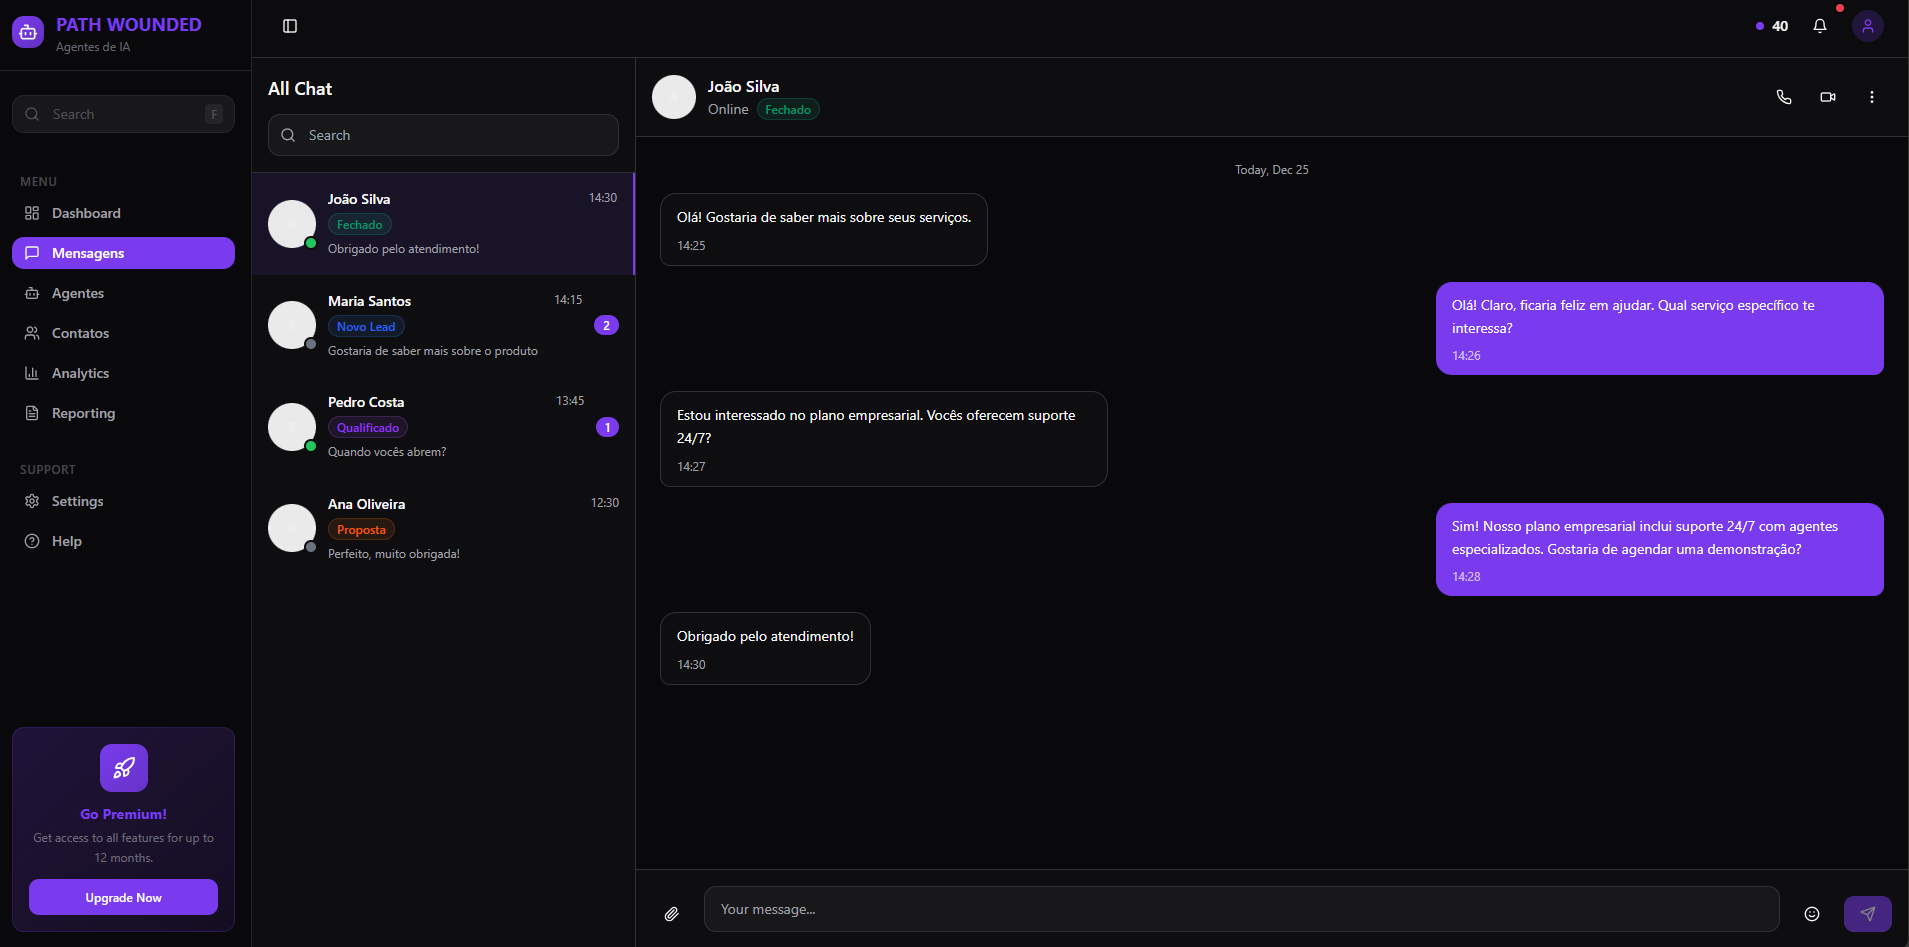 PATH WOUNDED
Agentes de IA
Search
F
MENU
Dashboard
Mensagens
Agentes
Contatos
Analytics
Reporting
SUPPORT
Settings
Help
Go Premium!
Get access to all features for up to
12 months.
Upgrade Now
All Chat
Search
João Silva
14:30
Fechado
Obrigado pelo atendimento!
Maria Santos
14:15
Novo Lead
2
Gostaria de saber mais sobre o produto
Pedro Costa
13:45
Qualificado
1
Quando vocês abrem?
Ana Oliveira
12:30
Proposta
Perfeito, muito obrigada!
40
João Silva
Online
Fechado
Today, Dec 25
Olá! Gostaria de saber mais sobre seus serviços.
14:25
Olá! Claro, ficaria feliz em ajudar. Qual serviço específico te
interessa?
14:26
Estou interessado no plano empresarial. Vocês oferecem suporte
24/7?
14:27
Sim! Nosso plano empresarial inclui suporte 24/7 com agentes
especializados. Gostaria de agendar uma demonstração?
14:28
Obrigado pelo atendimento!
14:30
Your message...